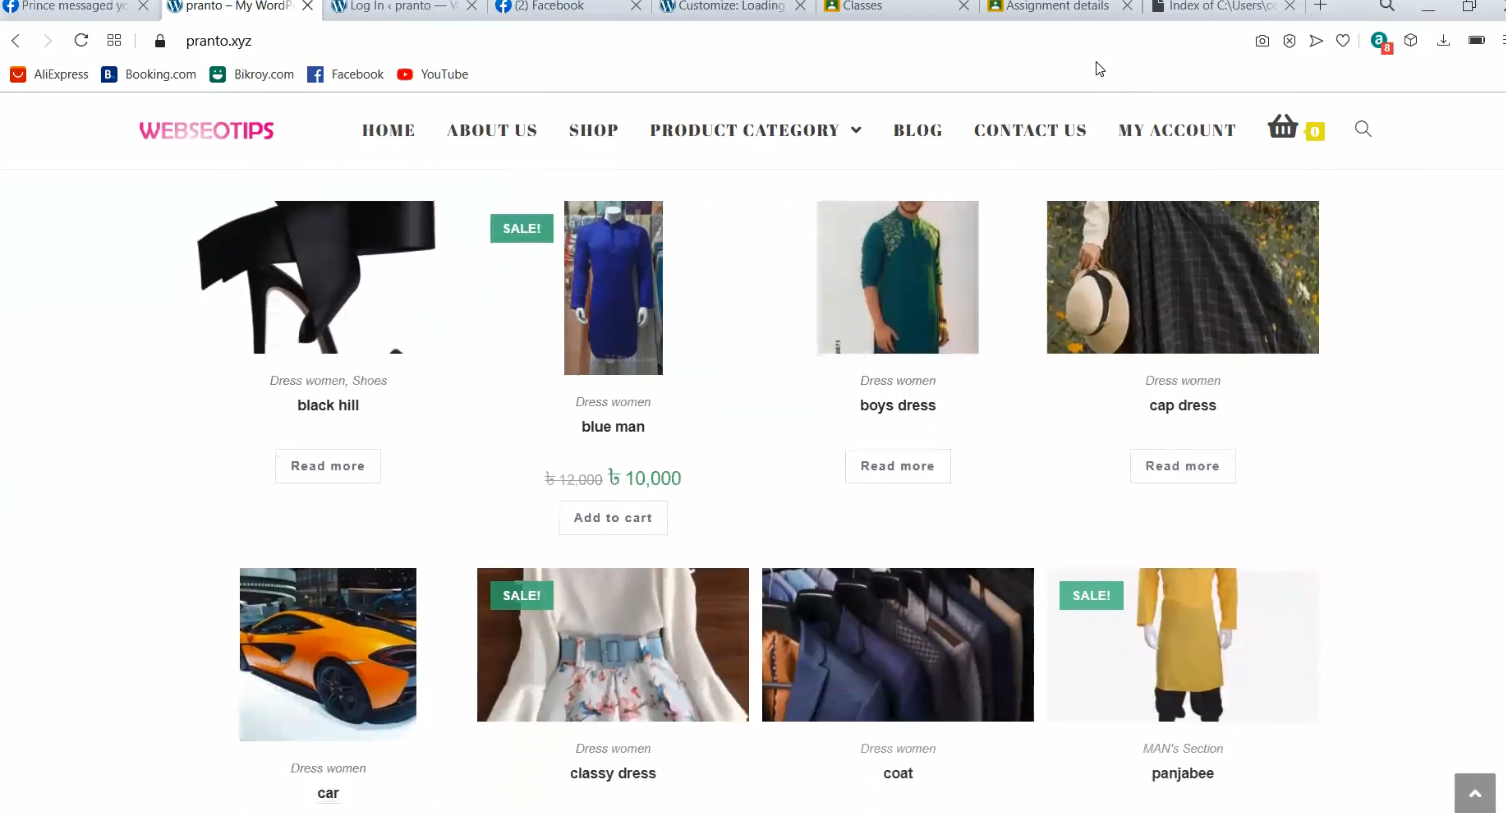 Prince messaged yo
pranto – My WordP
Log In ‹ pranto — W
(2) Facebook
Customize: Loading
Classes
Assignment details
Index of C:\Users\cc
pranto.xyz
8
AliExpress
B.
Booking.com
Bikroy.com
Facebook
YouTube
WEBSEOTIPS
HOME
ABOUT US
SHOP
PRODUCT CATEGORY
BLOG
CONTACT US
MY ACCOUNT
0
SALE!
Dress women, Shoes
black hill
Read more
Dress women
blue man
৳ 12,000 ৳ 10,000
Add to cart
Dress women
boys dress
Read more
Dress women
cap dress
Read more
SALE!
SALE!
Dress women
car
Dress women
classy dress
Dress women
coat
MAN's Section
panjabee